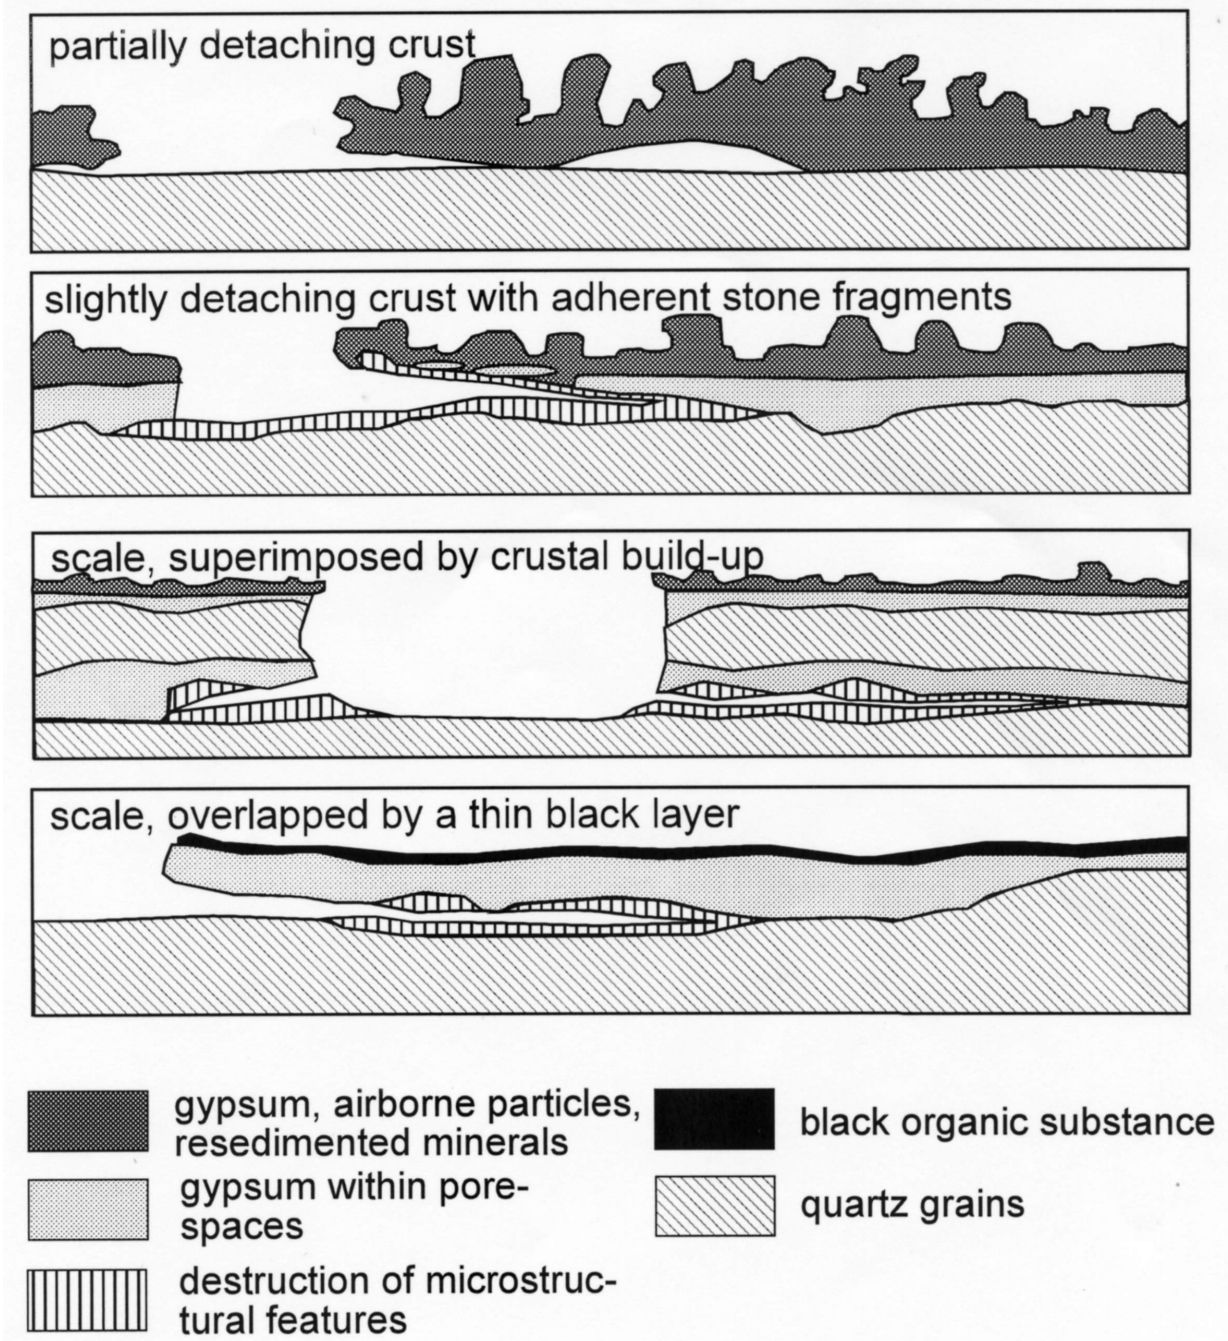 partially detaching crust
slightly detaching crust with adherent stone fragments
scale, superimposed by crustal build-up
scale, overlapped by a thin black layer
gypsum, airborne particles,
resedimented minerals
gypsum within pore-
spaces
destruction of microstruc-
tural features
black organic substance
quartz grains